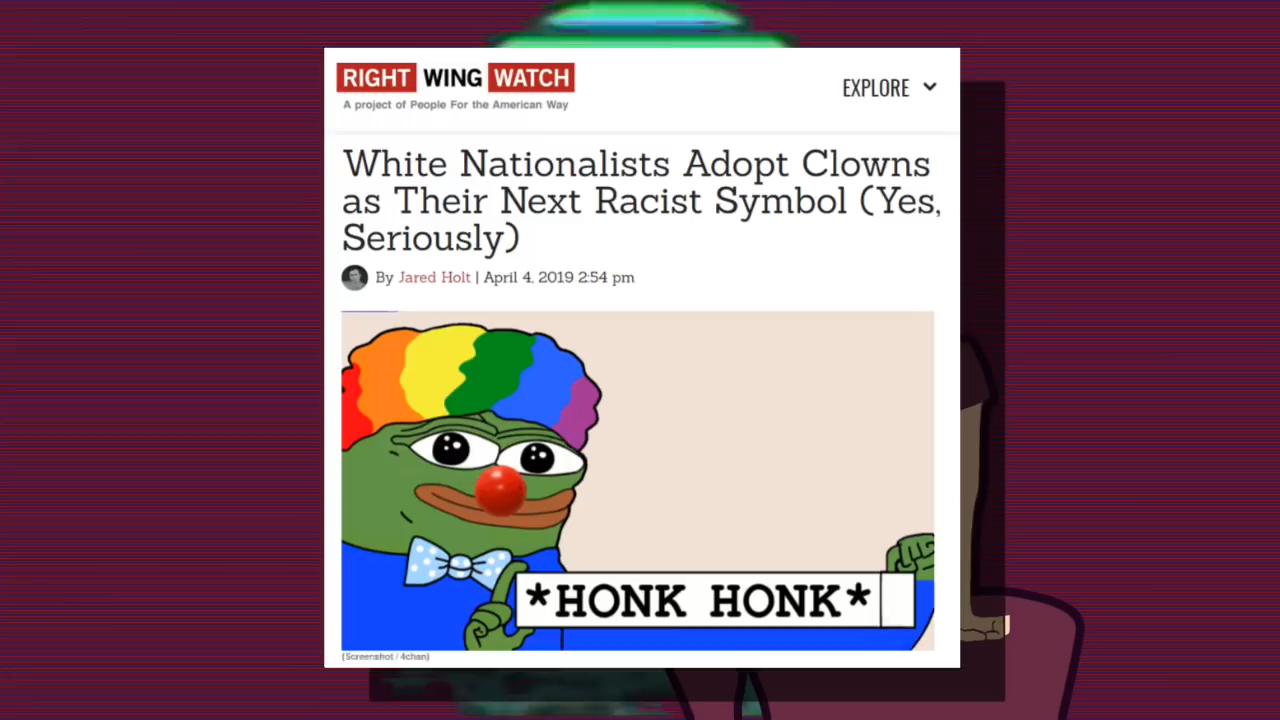 RIGHT WING WATCH
A project of People For the American Way
EXPLORE
White Nationalists Adopt Clowns
as Their Next Racist Symbol (Yes,
Seriously)
By Jared Holt | April 4, 2019 2:54 pm
*HONK HONK*
(Screenshot / 4chan)